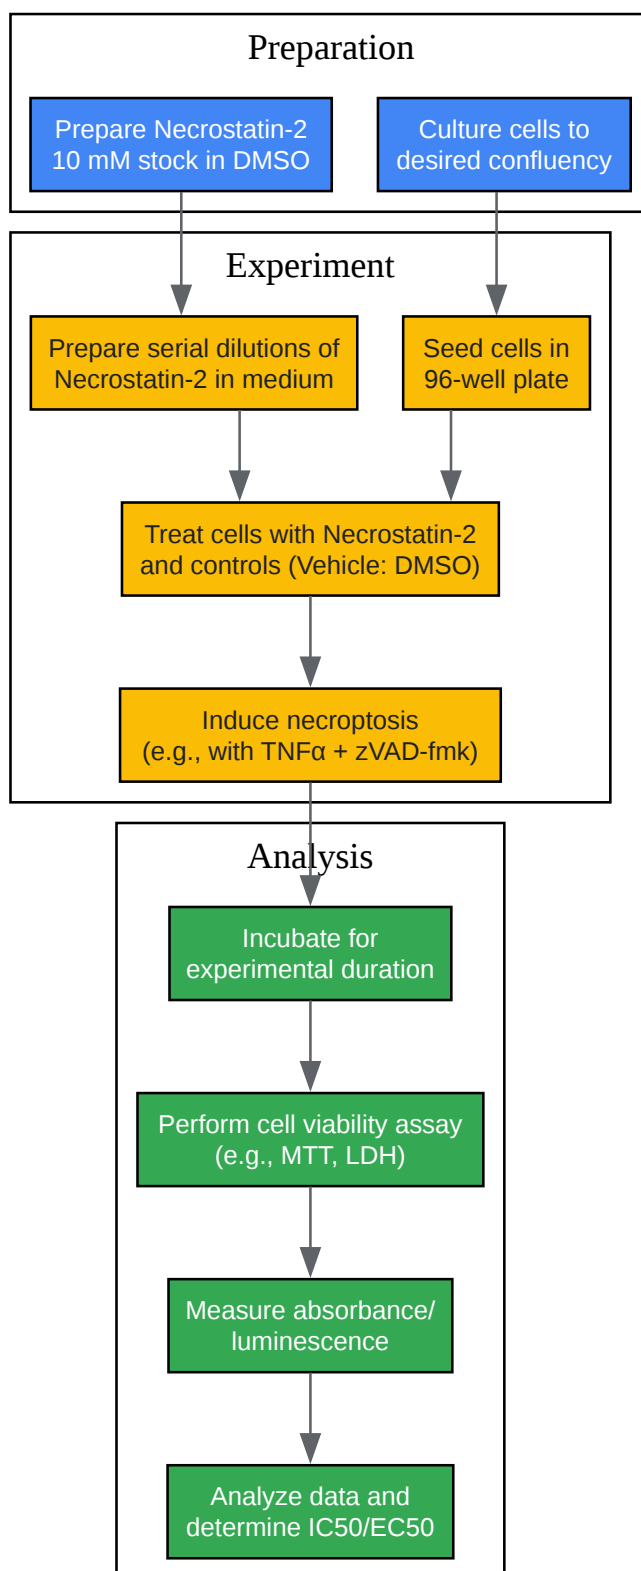 Preparation
Prepare Necrostatin-2
10 mM stock in DMSO
Culture cells to
desired confluency
Experiment
Prepare serial dilutions of
Necrostatin-2 in medium
Seed cells in
96-well plate
Treat cells with Necrostatin-2
and controls (Vehicle: DMSO)
Induce necroptosis
(e.g., with TNFα + zVAD-fmk)
Analysis
Incubate for
experimental duration
Perform cell viability assay
(e.g., MTT, LDH)
Measure absorbance/
luminescence
Analyze data and
determine IC50/EC50